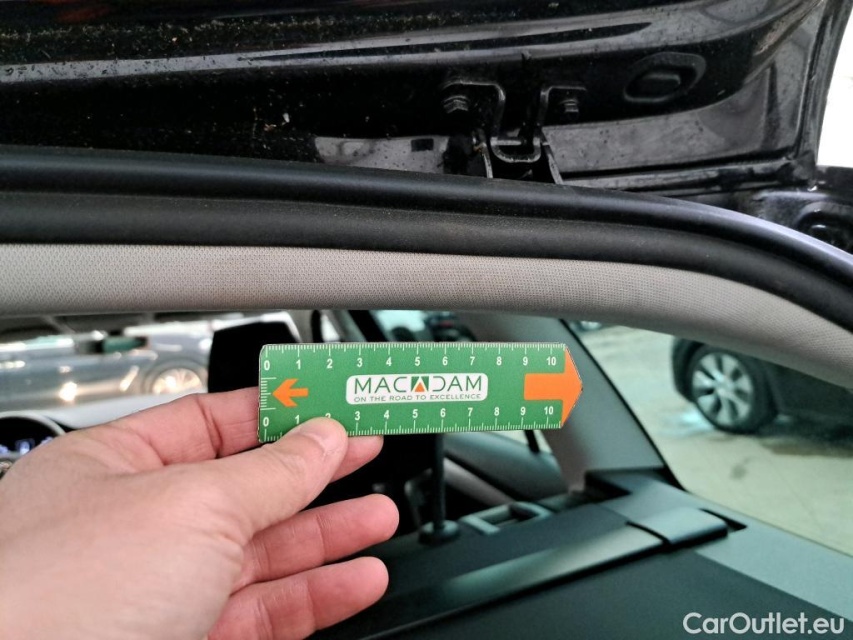 0 1 2 3 4 5 6 7 8 9 10
MACADAM
ON THE ROAD TO EXCELLENCE
0 1 3 4 5 6 7 8 9 10
CarOutlet.eu